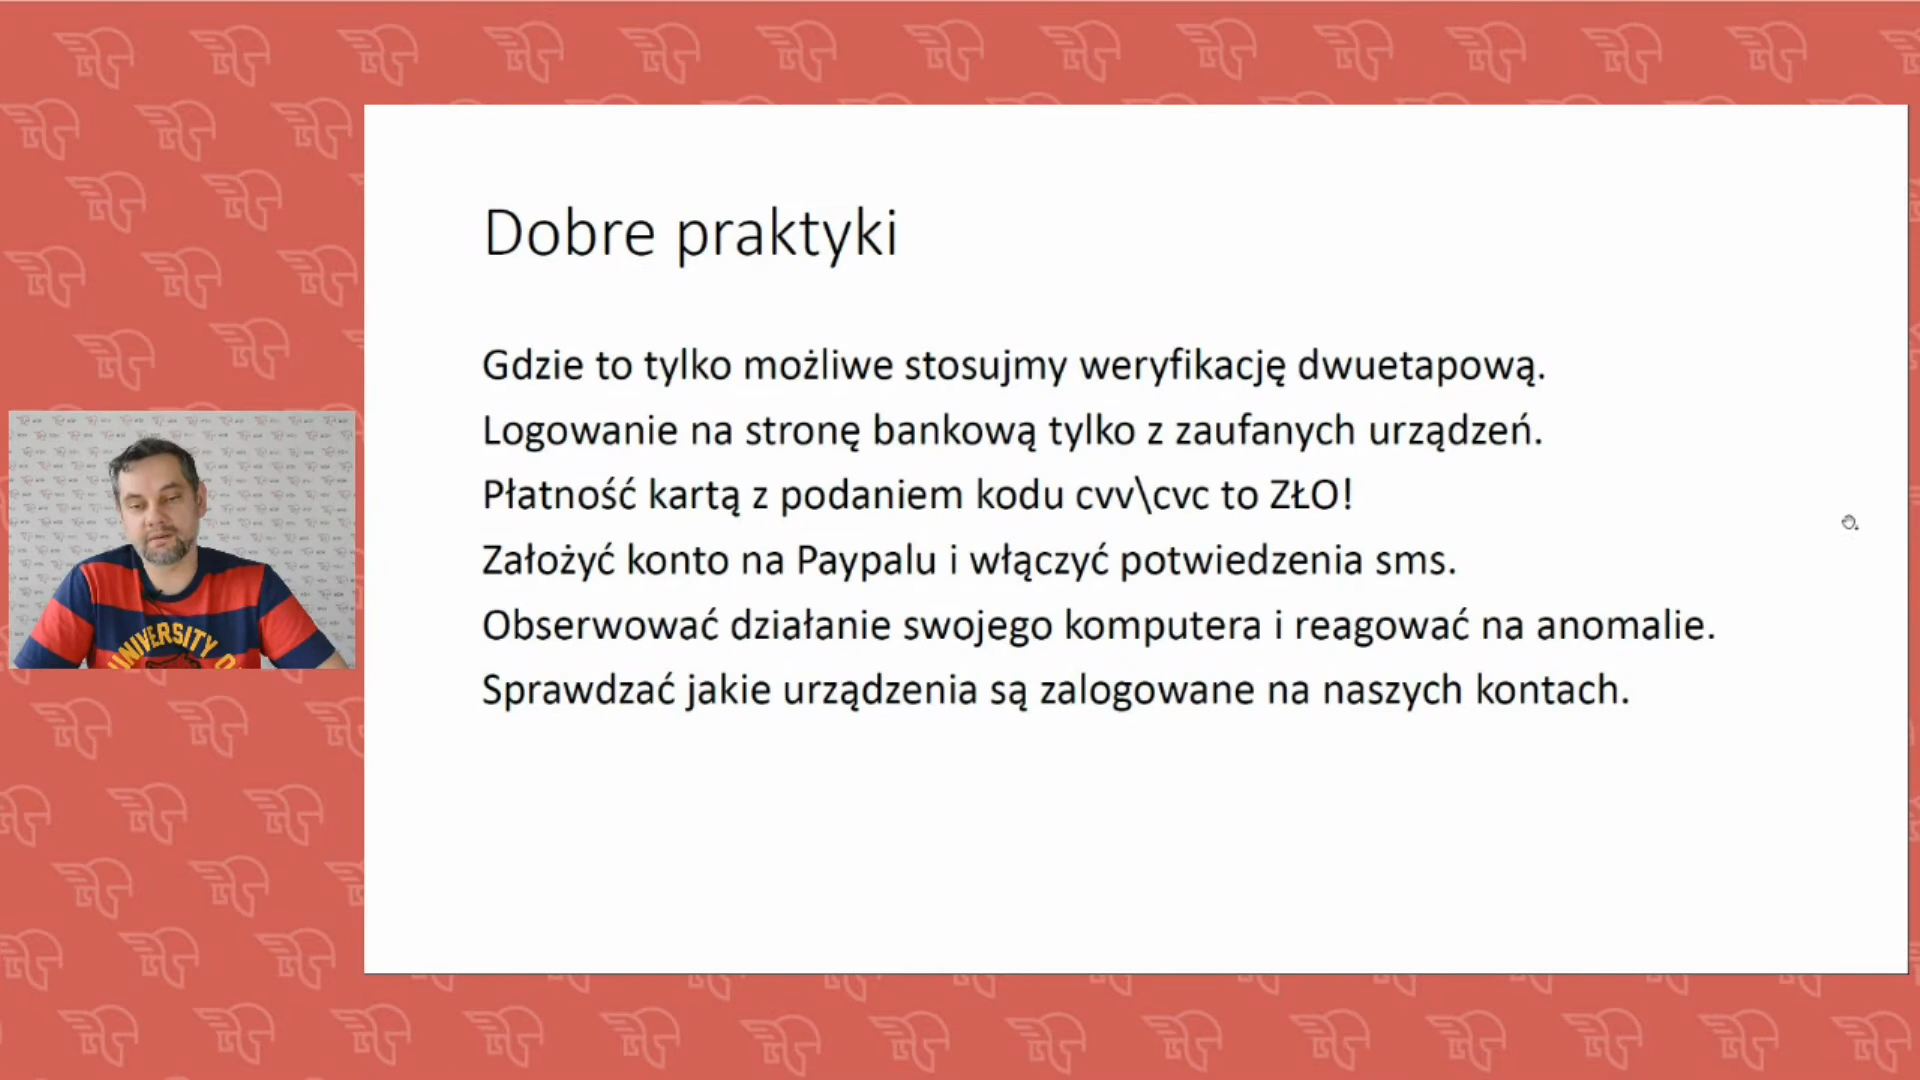 Dobre praktyki
Gdzie to tylko możliwe stosujmy weryfikację dwuetapową.
Logowanie na stronę bankową tylko z zaufanych urządzeń.
Płatność kartą z podaniem kodu cvv\cvc to ZŁO!
Założyć konto na Paypalu i włączyć potwiedzenia sms.
Obserwować działanie swojego komputera i reagować na anomalie.
Sprawdzać jakie urządzenia są zalogowane na naszych kontach.
UNIVERSITY O